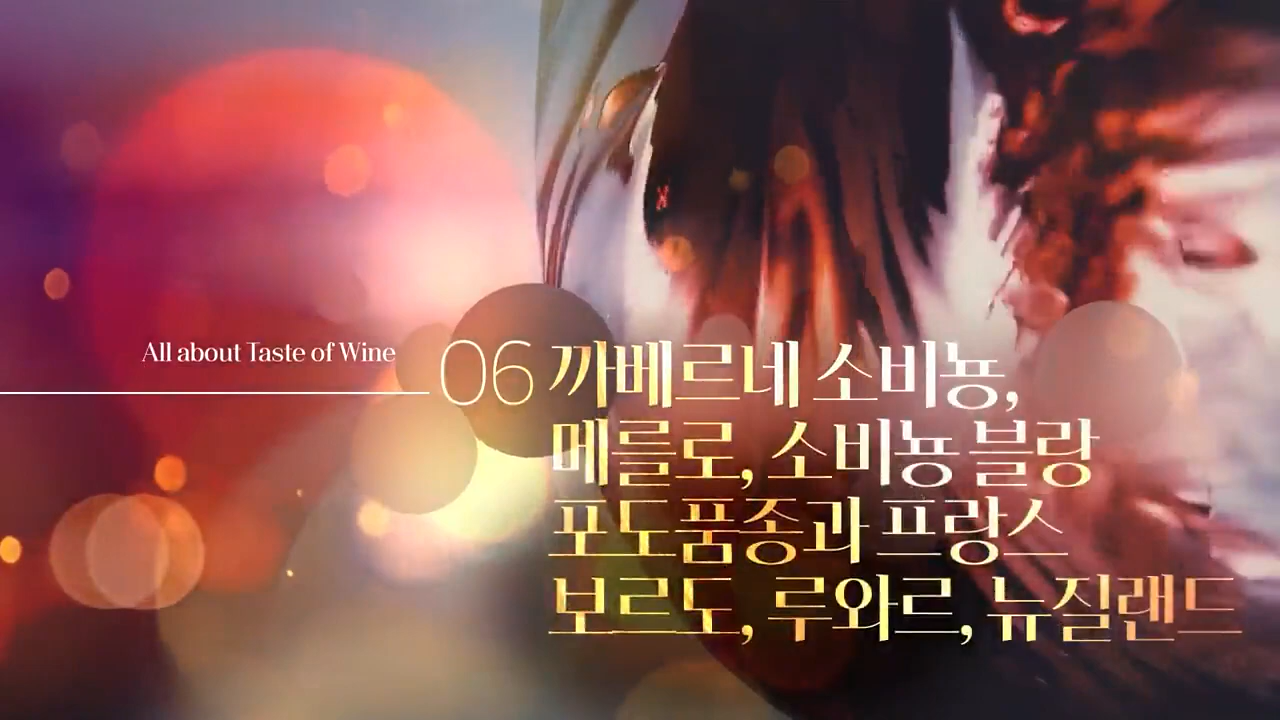 All about Taste of Wine
06 까베르네 소비뇽,
메를로, 소비뇽 블랑
포도품종과 프랑스
보르도, 루와르, 뉴질랜드